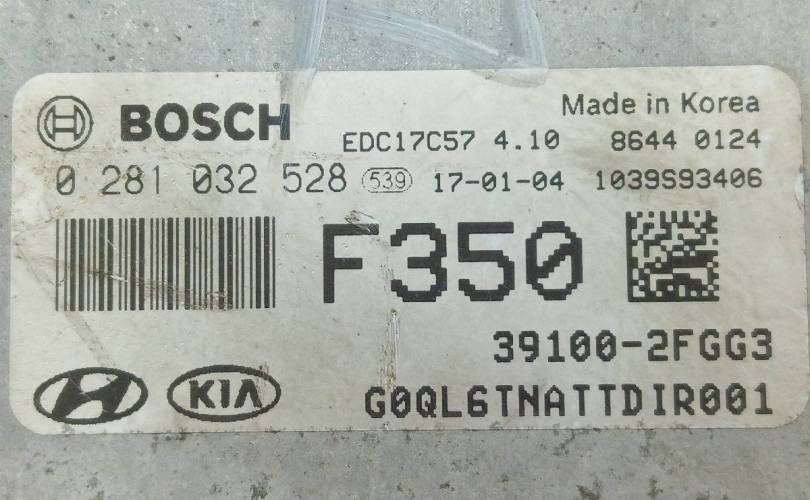 BOSCH
Made in Korea
EDC17C57 4.10 8644 0124
0 281 032 528 539 17-01-04 1039S93406
F350
39100-2FGG3
KIA
G0QL6TNATTDIR001